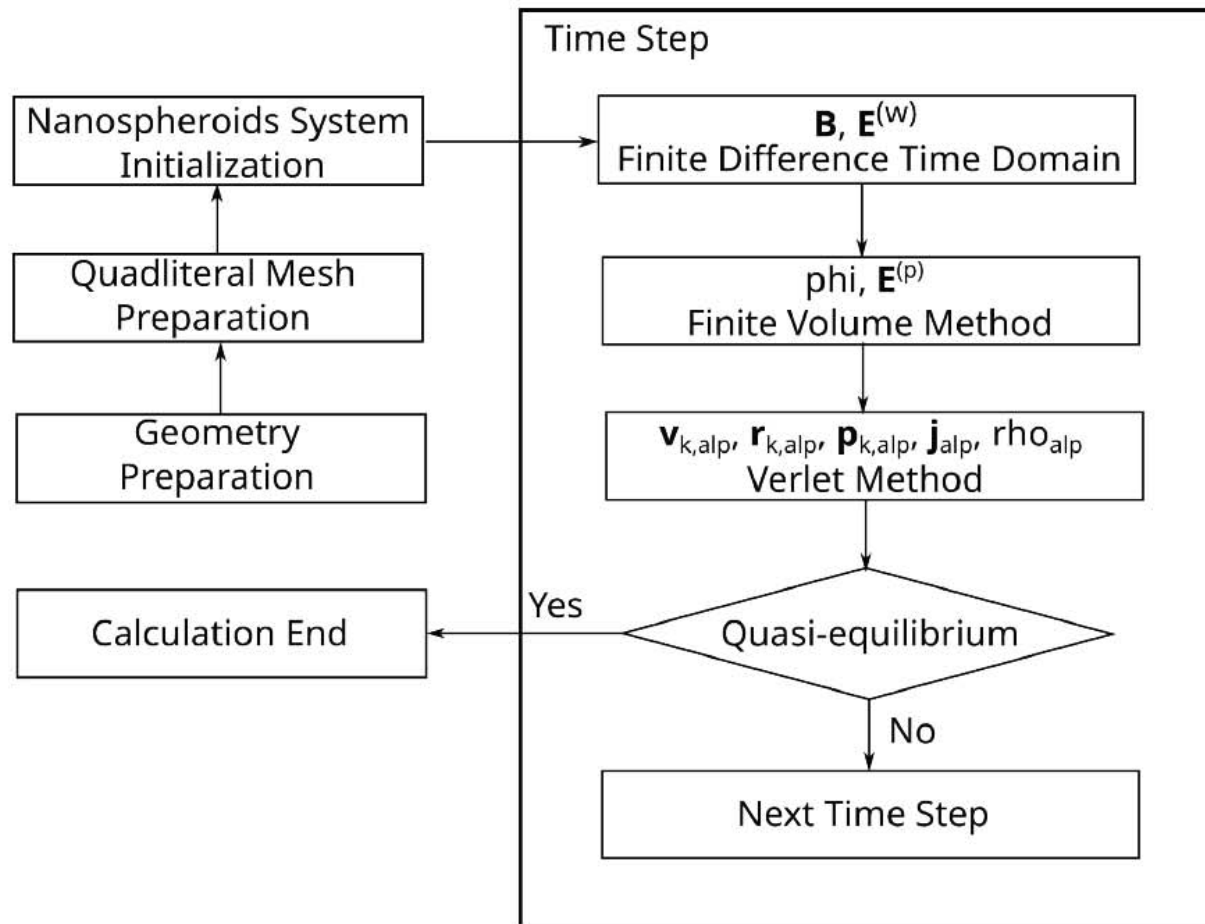 Time Step
Nanospheroids System
Initialization
Quadliteral Mesh
Preparation
Geometry
Preparation
Calculation End
B, E(w)
Finite Difference Time Domain
phi, E(p)
Finite Volume Method
vk,alp, rk,alp, pk,alp, jalp, rhoalp
Verlet Method
Yes
Quasi-equilibrium
No
Next Time Step